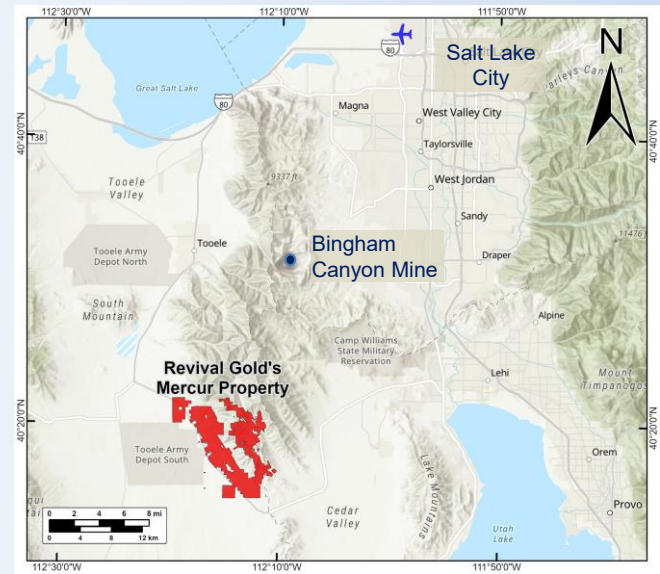 112°30'0"W
112°10'0"W
111°50'0"W
Salt Lake
City
N
80
Great Salt Lake
80
Magna
West Valley City
Taylorsville
40°40'0"N
40°40'0"N
138
9337 ft
West Jordan
Tooele
Valley
Sandy
11476 ft
Tooele Army
Depot North
Tooele
Bingham
Canyon Mine
Draper
South
Mountain
Alpine
Camp Williams
State Military
Reservation
Revival Gold's
Mercur Property
Lehi
Mount
Timpanogos
40°20'0"N
40°20'0"N
Tooele Army
Depot South
Orem
Lake Mountains
Cedar
Valley
Provo
Utah
Lake
0 2 4 6 8 mi
0 4 8 12 km
112°30'0"W
112°10'0"W
111°50'0"W